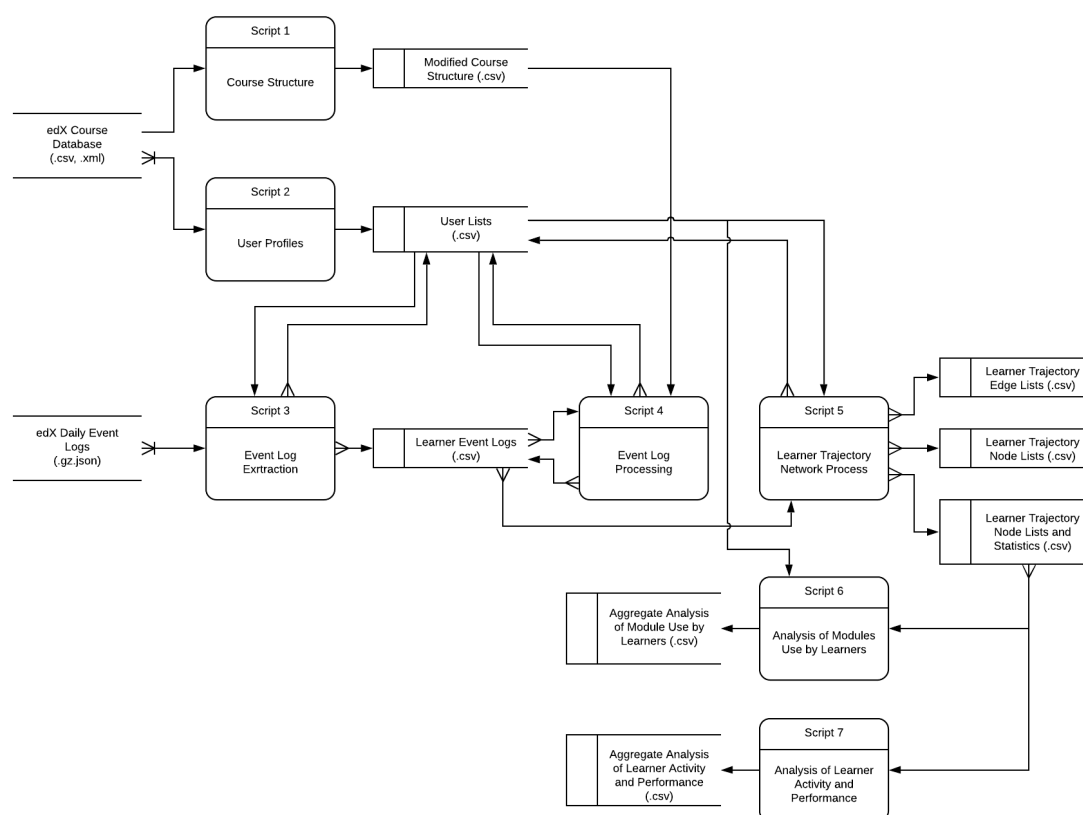 Script 1
Course Structure
Modified Course
Structure (.csv)
edX Course
Database
(.csv, .xml)
Script 2
User Profiles
User Lists
(.csv)
edX Daily Event
Logs
(.gz.json)
Script 3
Event Log
Exrtraction
Learner Event Logs
(.csv)
Script 4
Event Log
Processing
Script 5
Learner Trajectory
Network Process
Learner Trajectory
Edge Lists (.csv)
Learner Trajectory
Node Lists (.csv)
Learner Trajectory
Node Lists and
Statistics (.csv)
Script 6
Analysis of Modules
Use by Learners
Aggregate Analysis
of Module Use by
Learners (.csv)
Script 7
Analysis of Learner
Activity and
Performance
Aggregate Analysis
of Learner Activity
and Performance
(.csv)